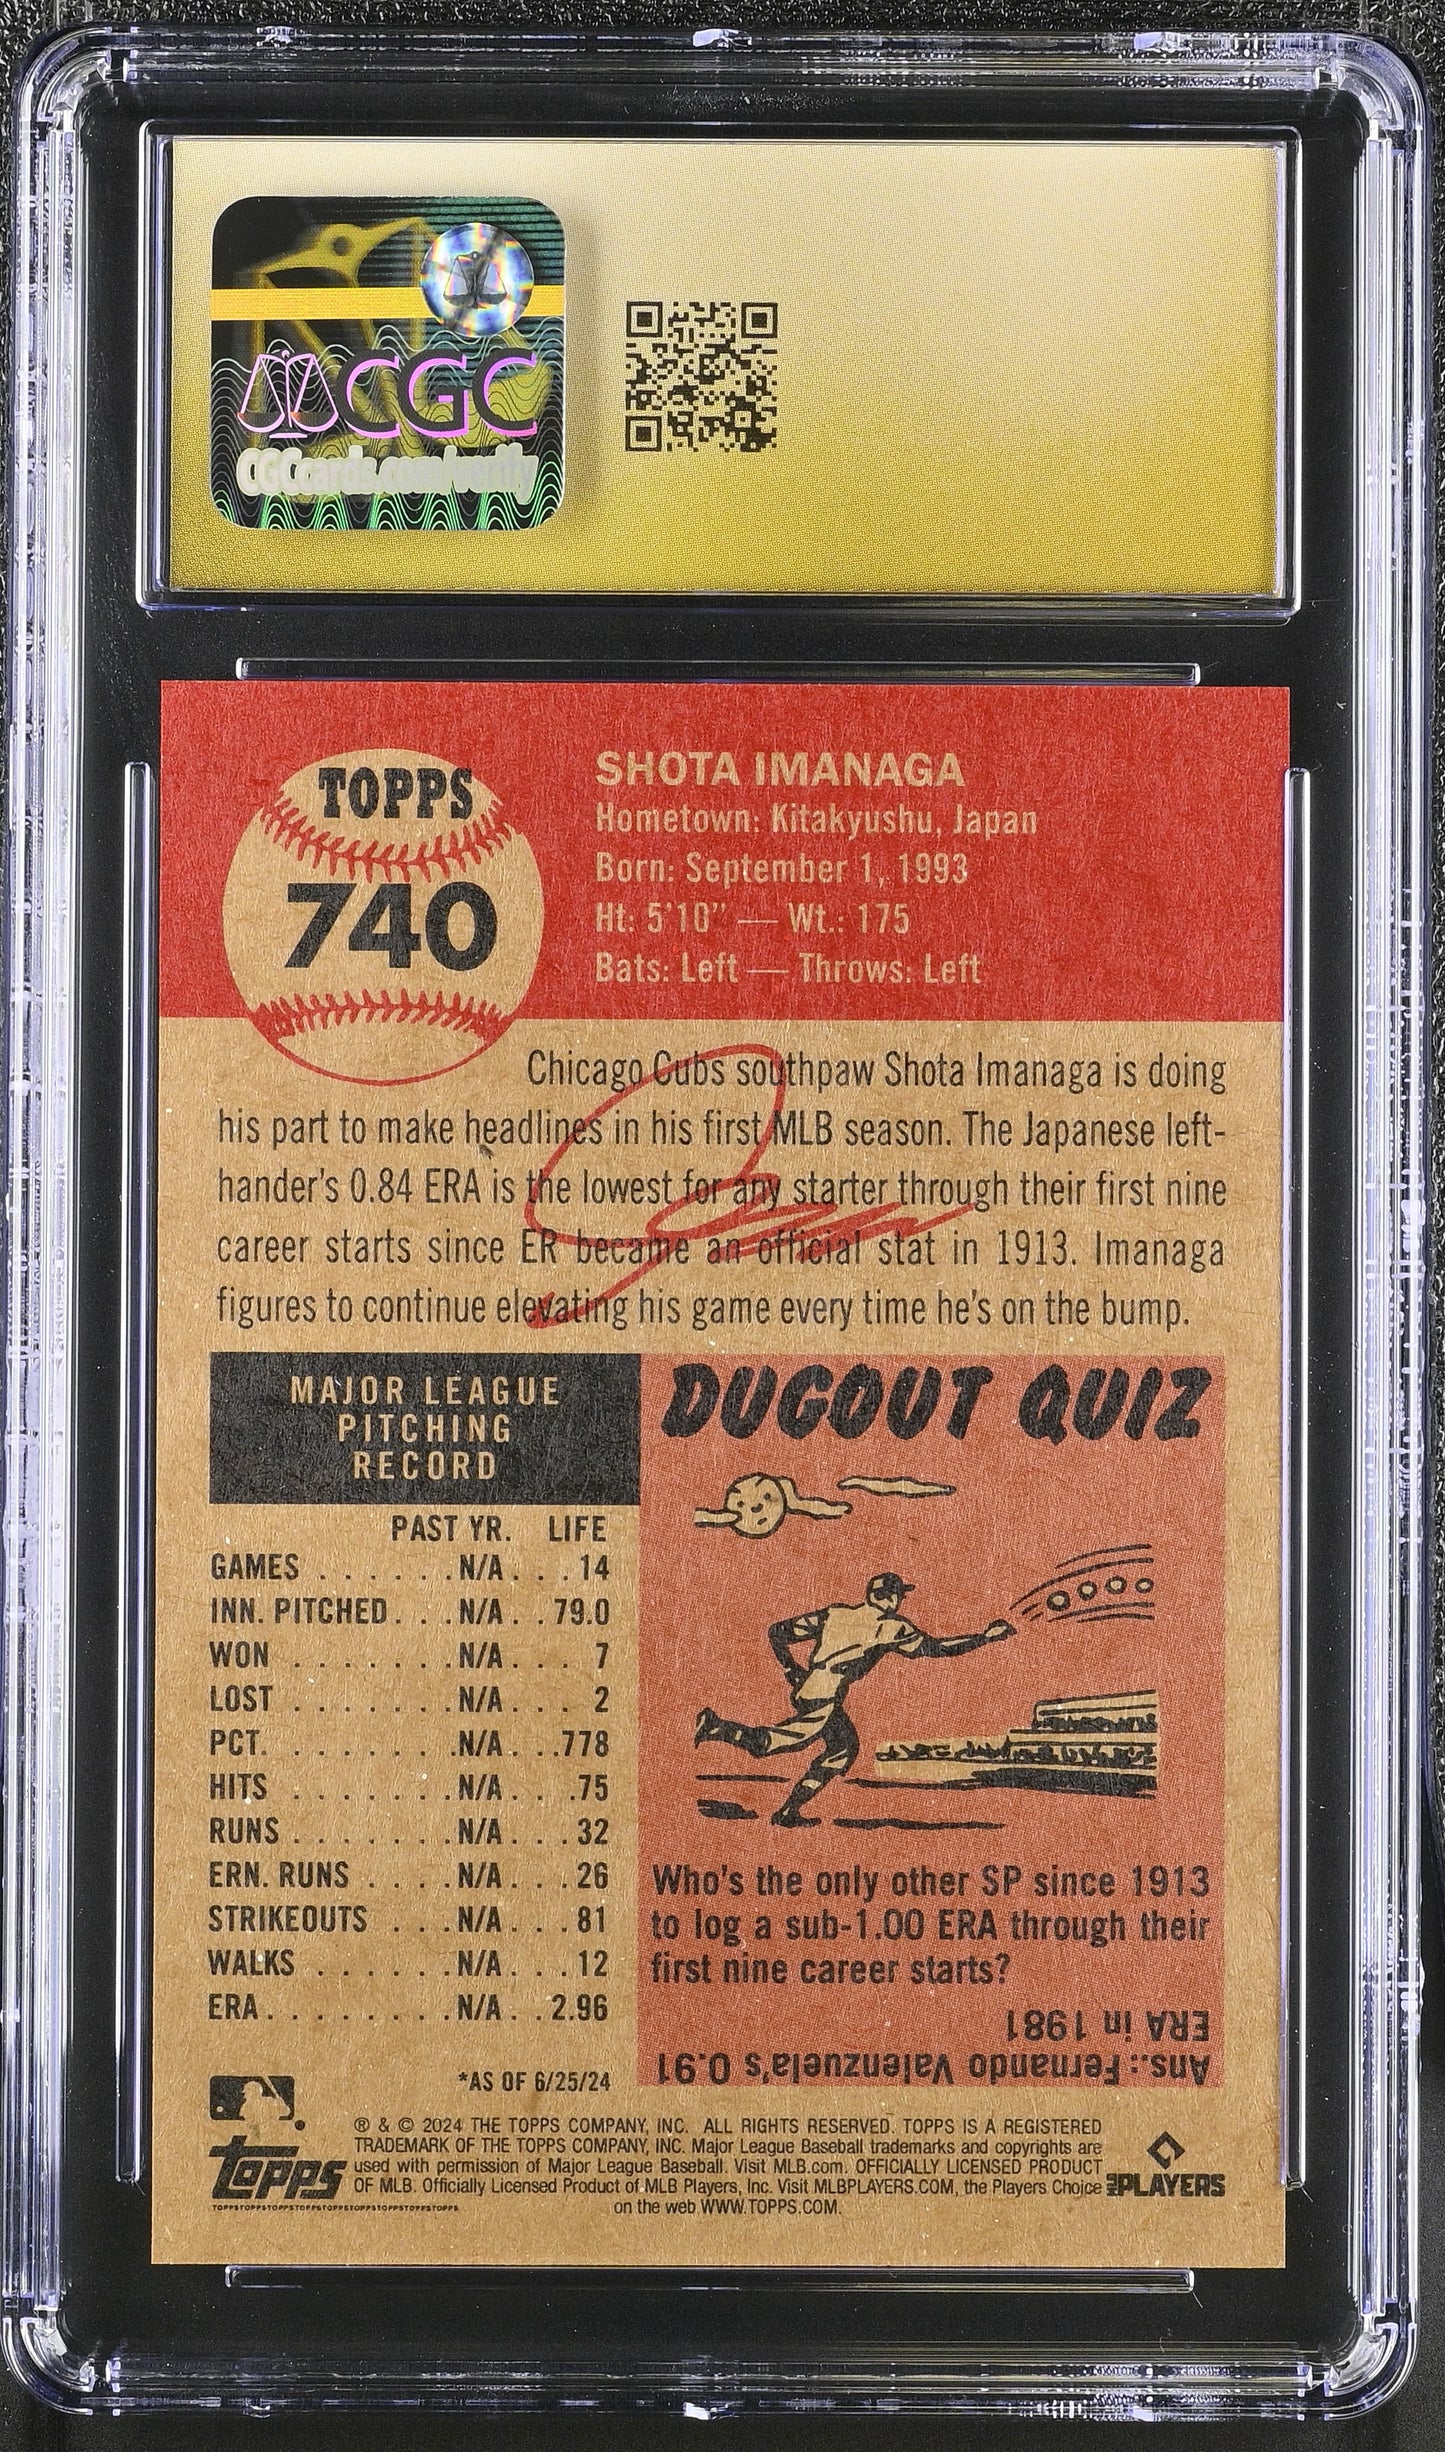 CGC
CGCcards.com/verify
TOPPS
740
SHOTA IMANAGA
Hometown: Kitakyushu, Japan
Born: September 1, 1993
Ht: 5'10" — Wt.: 175
Bats: Left — Throws: Left
Chicago Cubs southpaw Shota Imanaga is doing
his part to make headlines in his first MLB season. The Japanese left-
hander's 0.84 ERA is the lowest for any starter through their first nine
career starts since ER became an official stat in 1913. Imanaga
figures to continue elevating his game every time he's on the bump.
MAJOR LEAGUE
PITCHING
RECORD
PAST YR. LIFE
GAMES . . . . . . N/A . . . 14
INN. PITCHED . . . N/A . . 79.0
WON . . . . . . . N/A . . . 7
LOST . . . . . . . N/A . . . 2
PCT. . . . . . . . N/A . . .778
HITS . . . . . . . N/A . . . 75
RUNS . . . . . . . N/A . . . 32
ERN. RUNS . . . . N/A . . . 26
STRIKEOUTS . . . N/A . . . 81
WALKS . . . . . . N/A . . . 12
ERA . . . . . . . . N/A . . 2.96
*AS OF 6/25/24
DUGOUT QUIZ
Who's the only other SP since 1913
to log a sub-1.00 ERA through their
first nine career starts?
Ans.: Fernando Valenzuela's 0.91
ERA in 1981
® & © 2024 THE TOPPS COMPANY, INC. ALL RIGHTS RESERVED. TOPPS IS A REGISTERED
TRADEMARK OF THE TOPPS COMPANY, INC. Major League Baseball trademarks and copyrights are
used with permission of Major League Baseball. Visit MLB.com. OFFICIALLY LICENSED PRODUCT
OF MLB. Officially Licensed Product of MLB Players, Inc. Visit MLBPLAYERS.COM, the Players Choice
on the web WWW.TOPPS.COM.
topps
TOPPSTOPPSTOPPSTOPPSTOPPSTOPPSTOPPSTOPPS
MLB PLAYERS